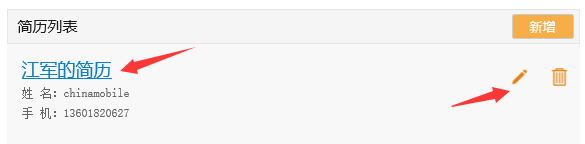 简历列表
新增
江军的简历
姓 名: chinamobile
手 机: 13601820627